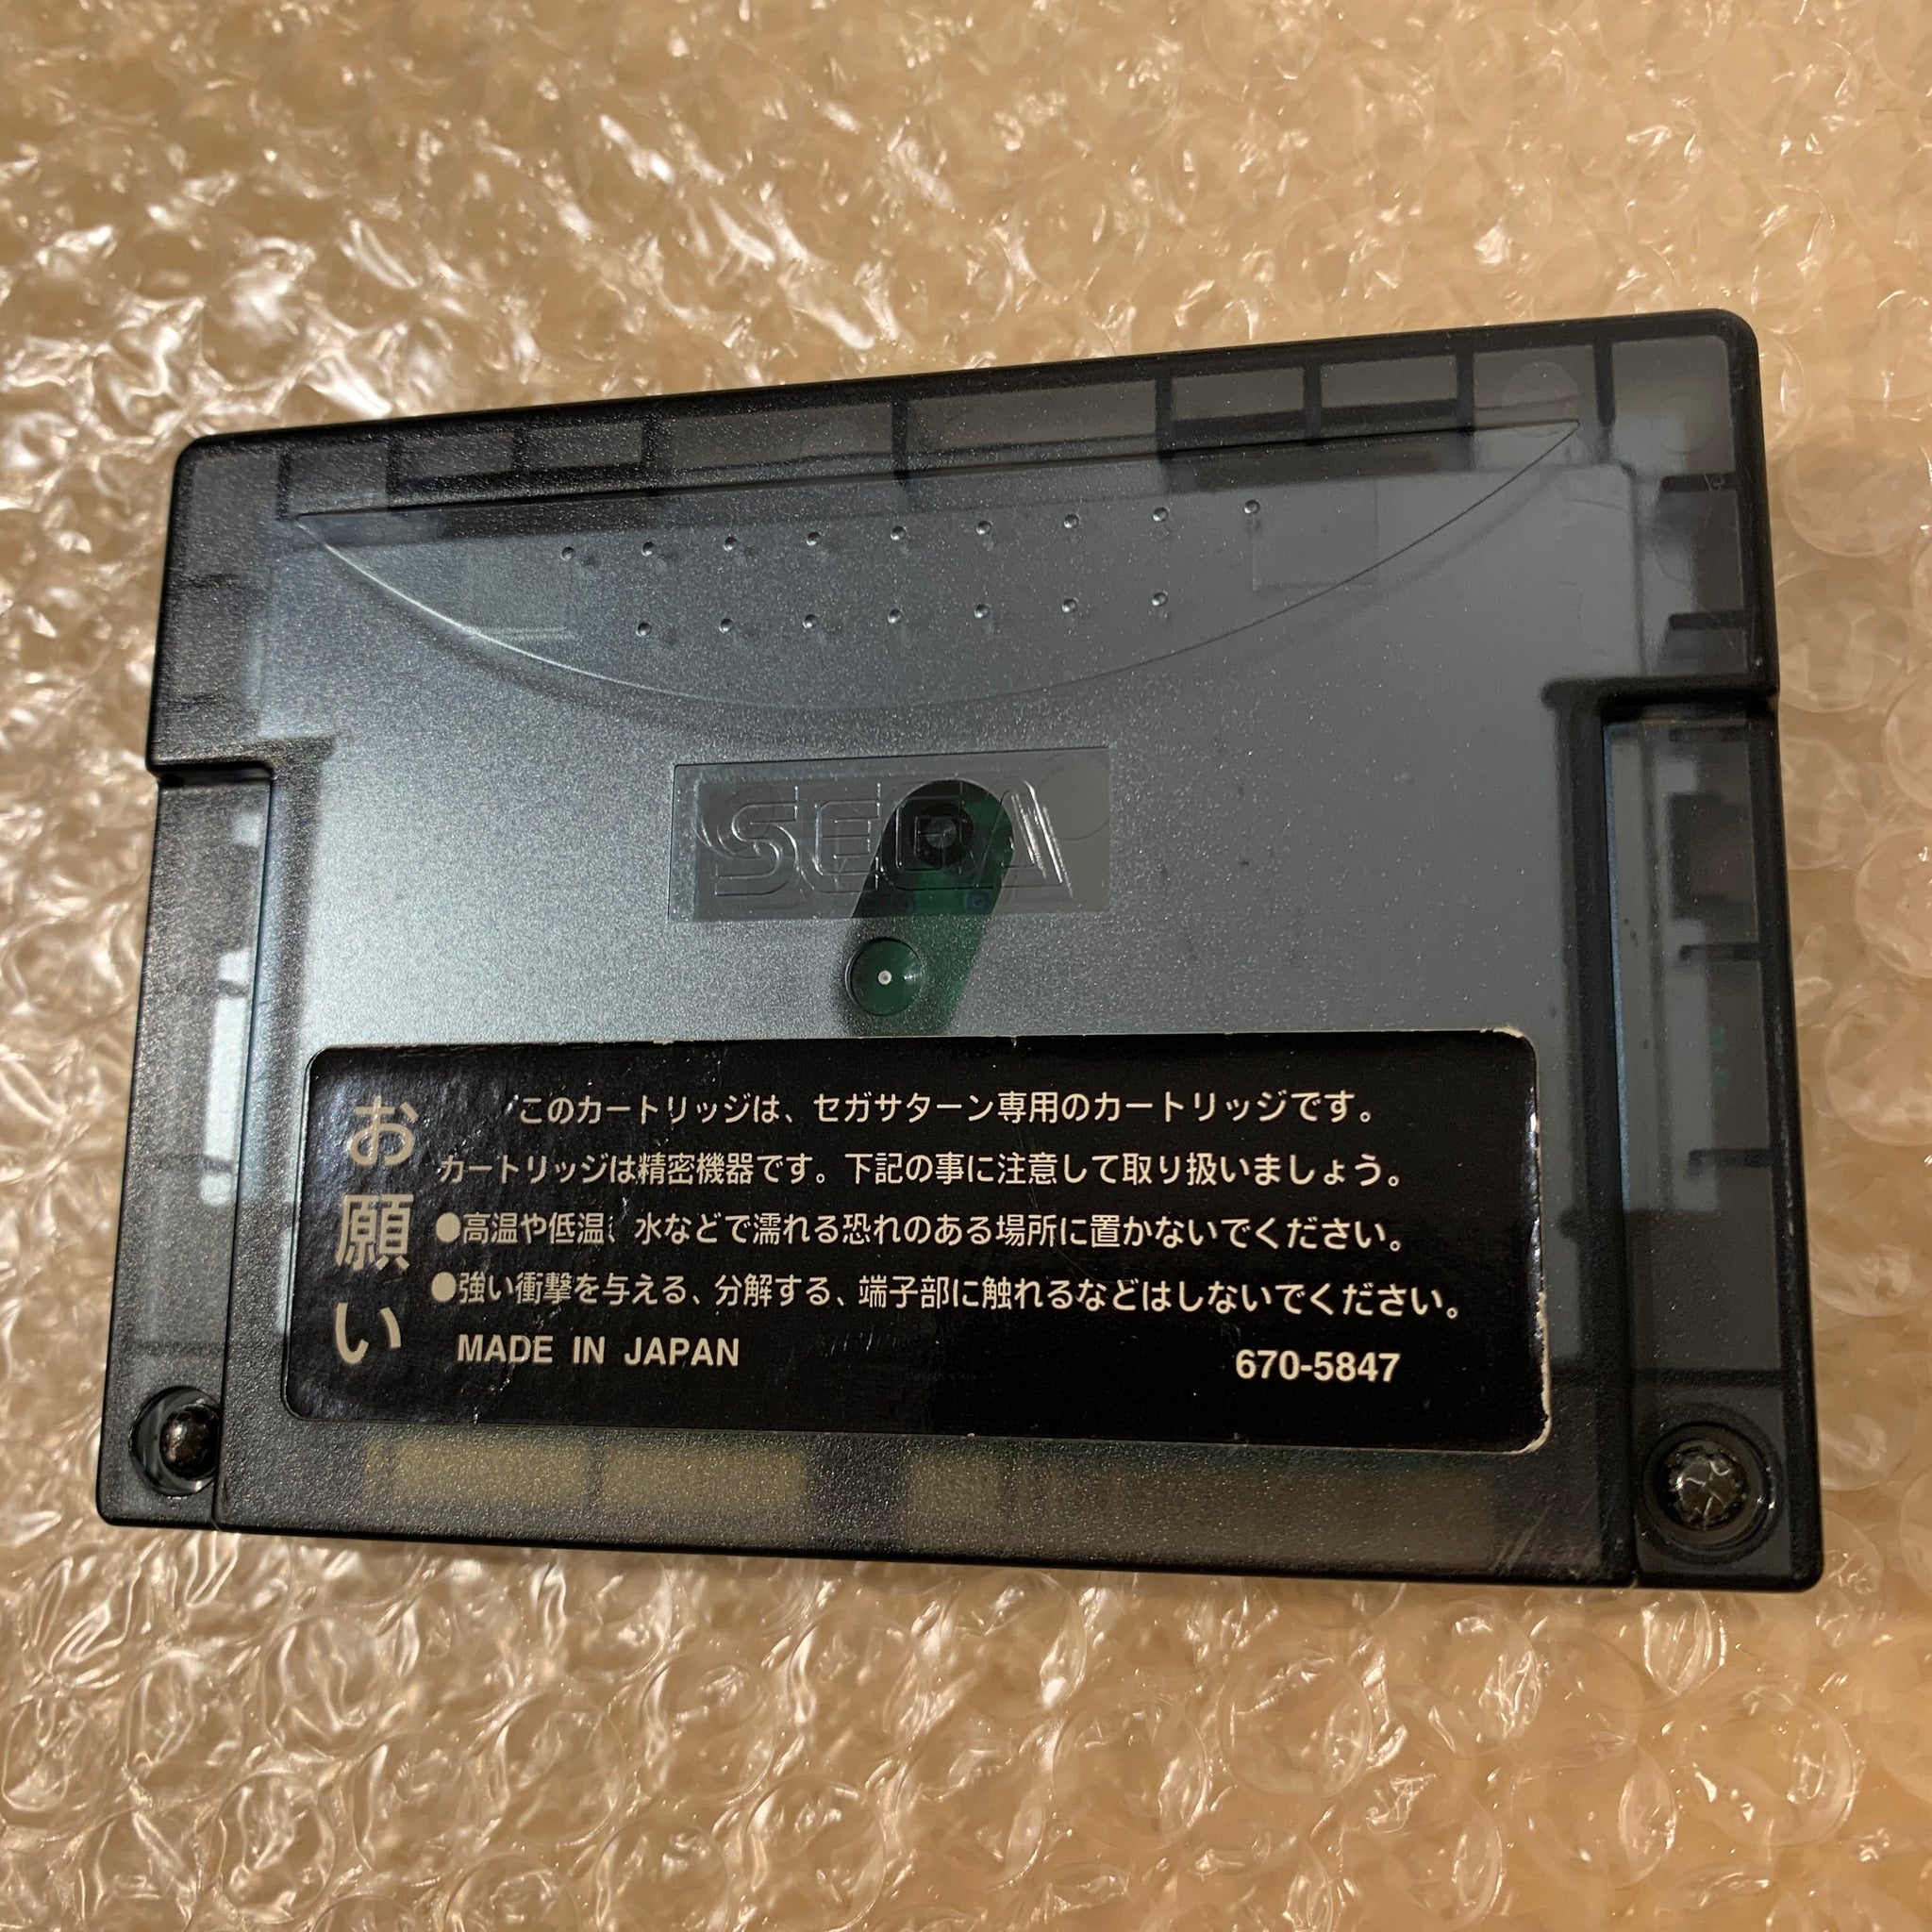 SEGA
お願い
このカートリッジは、セガサターン専用のカートリッジです。
カートリッジは精密機器です。下記の事に注意して取り扱いましょう。
●高温や低温、水などで濡れる恐れのある場所に置かないでください。
●強い衝撃を与える、分解する、端子部に触れるなどはしないでください。
MADE IN JAPAN 670-5847